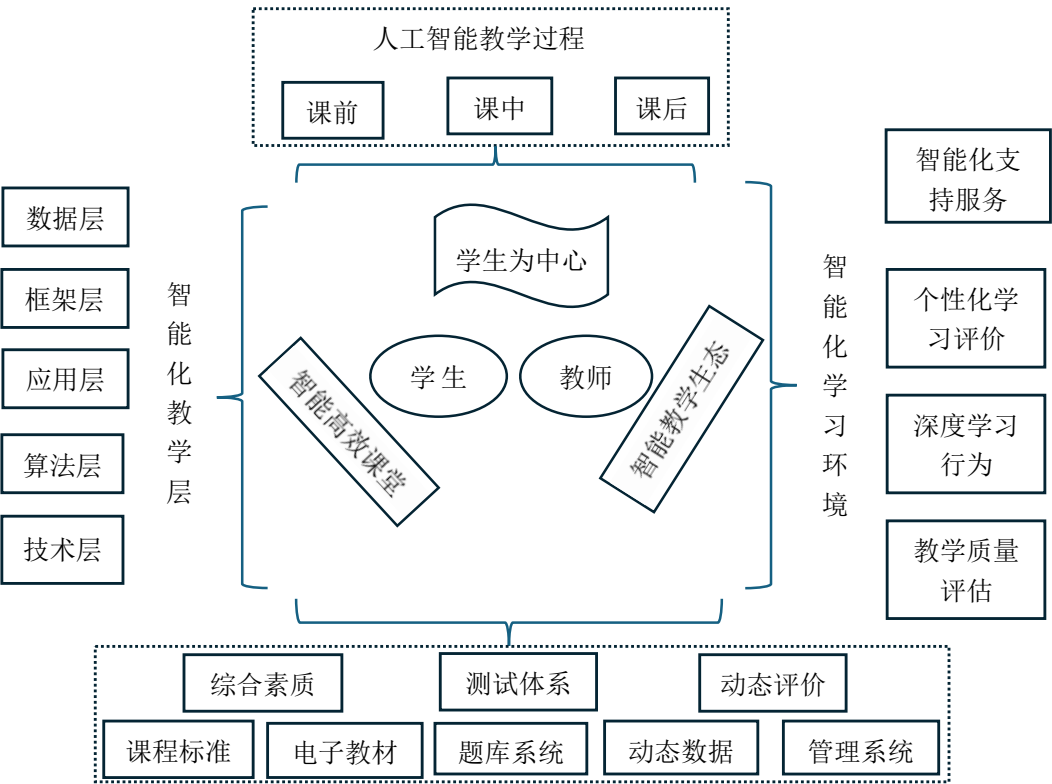 人工智能教学过程
课前
课中
课后
数据层
框架层
应用层
算法层
技术层
智能化教学层
学生为中心
学生
教师
智能高效课堂
智能教学生态
智能化学习环境
智能化支
持服务
个性化学
习评价
深度学习
行为
教学质量
评估
综合素质
测试体系
动态评价
课程标准
电子教材
题库系统
动态数据
管理系统